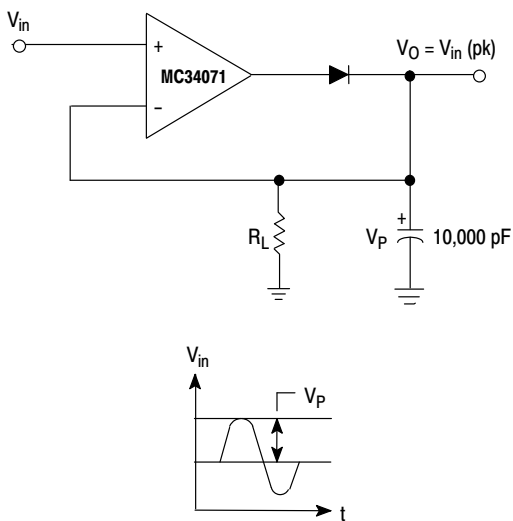 V_in
V_O = V_in (pk)
+
MC34071
−
R_L
+
V_P
10,000 pF
V_in
V_P
t